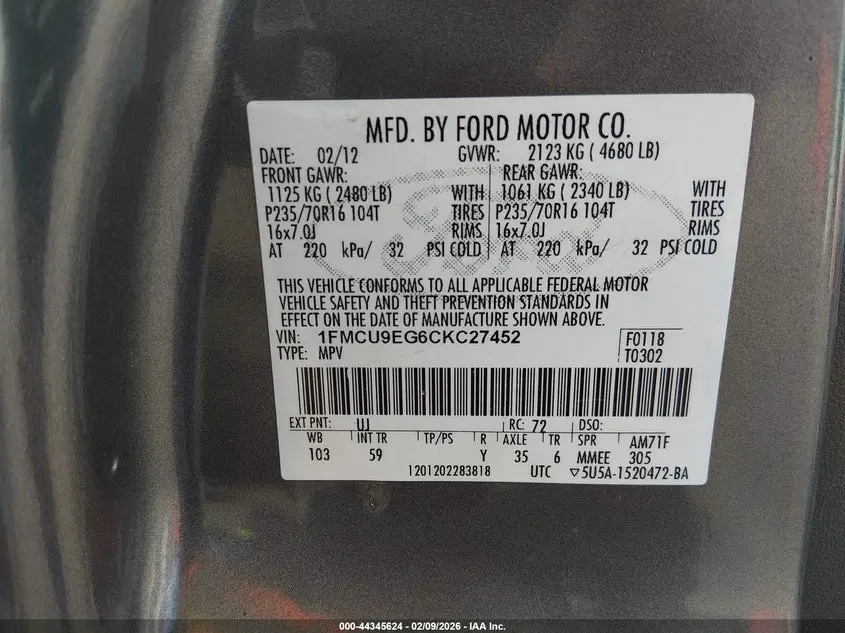 MFD. BY FORD MOTOR CO.
DATE: 02/12 GVWR: 2123 KG ( 4680 LB)
FRONT GAWR: REAR GAWR:
1125 KG ( 2480 LB) WITH 1061 KG ( 2340 LB) WITH
P235/70R16 104T TIRES P235/70R16 104T TIRES
16x7.0J RIMS 16x7.0J RIMS
AT 220 kPa/ 32 PSI COLD AT 220 kPa/ 32 PSI COLD
THIS VEHICLE CONFORMS TO ALL APPLICABLE FEDERAL MOTOR
VEHICLE SAFETY AND THEFT PREVENTION STANDARDS IN
EFFECT ON THE DATE OF MANUFACTURE SHOWN ABOVE.
VIN: 1FMCU9EG6CKC27452 F0118
TYPE: MPV T0302
EXT PNT: UJ RC: 72 DSO:
WB INT TR TP/PS R AXLE TR SPR AM71F
103 59 Y 35 6 MMEE 305
1201202283818 UTC ▽5U5A-1520472-BA
Ford
000-44345624 - 02/09/2026 - IAA Inc.